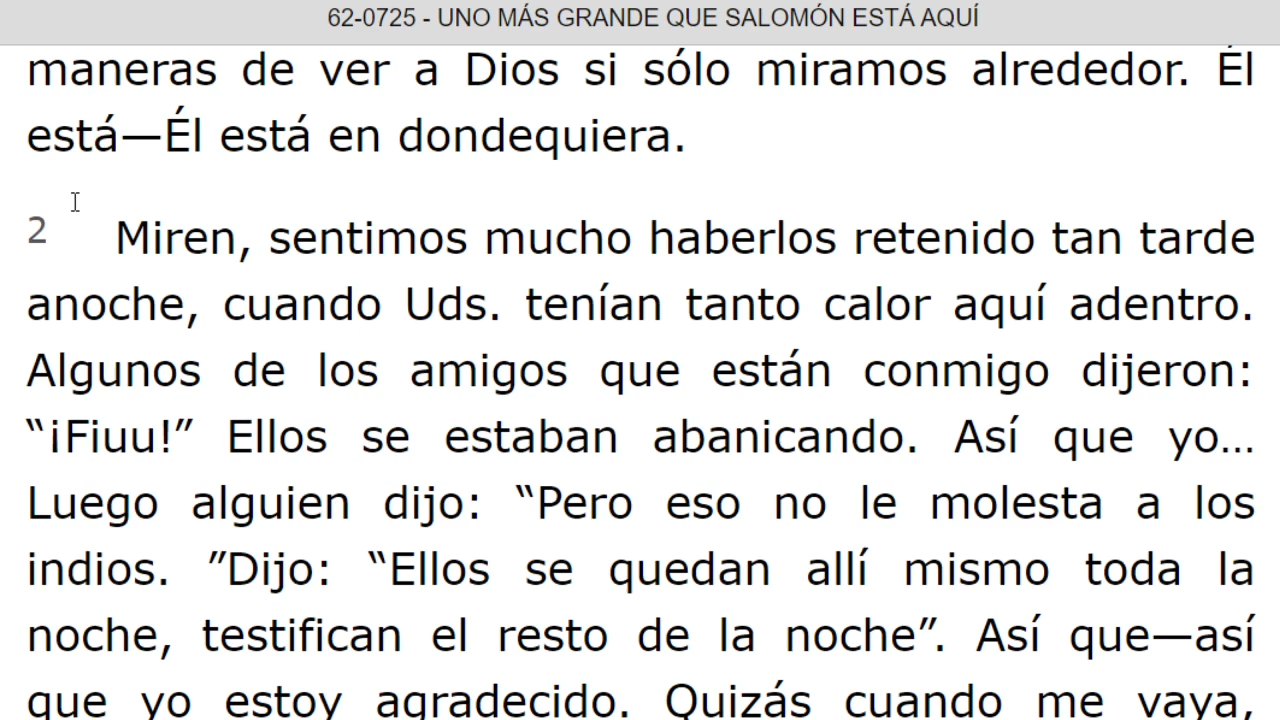 62-0725 - UNO MÁS GRANDE QUE SALOMÓN ESTÁ AQUÍ
maneras de ver a Dios si sólo miramos alrededor. Él
está—Él está en dondequiera.
2 Miren, sentimos mucho haberlos retenido tan tarde
anoche, cuando Uds. tenían tanto calor aquí adentro.
Algunos de los amigos que están conmigo dijeron:
“¡Fiuu!” Ellos se estaban abanicando. Así que yo…
Luego alguien dijo: “Pero eso no le molesta a los
indios. ”Dijo: “Ellos se quedan allí mismo toda la
noche, testifican el resto de la noche”. Así que—así
que yo estoy agradecido. Quizás cuando me vaya,